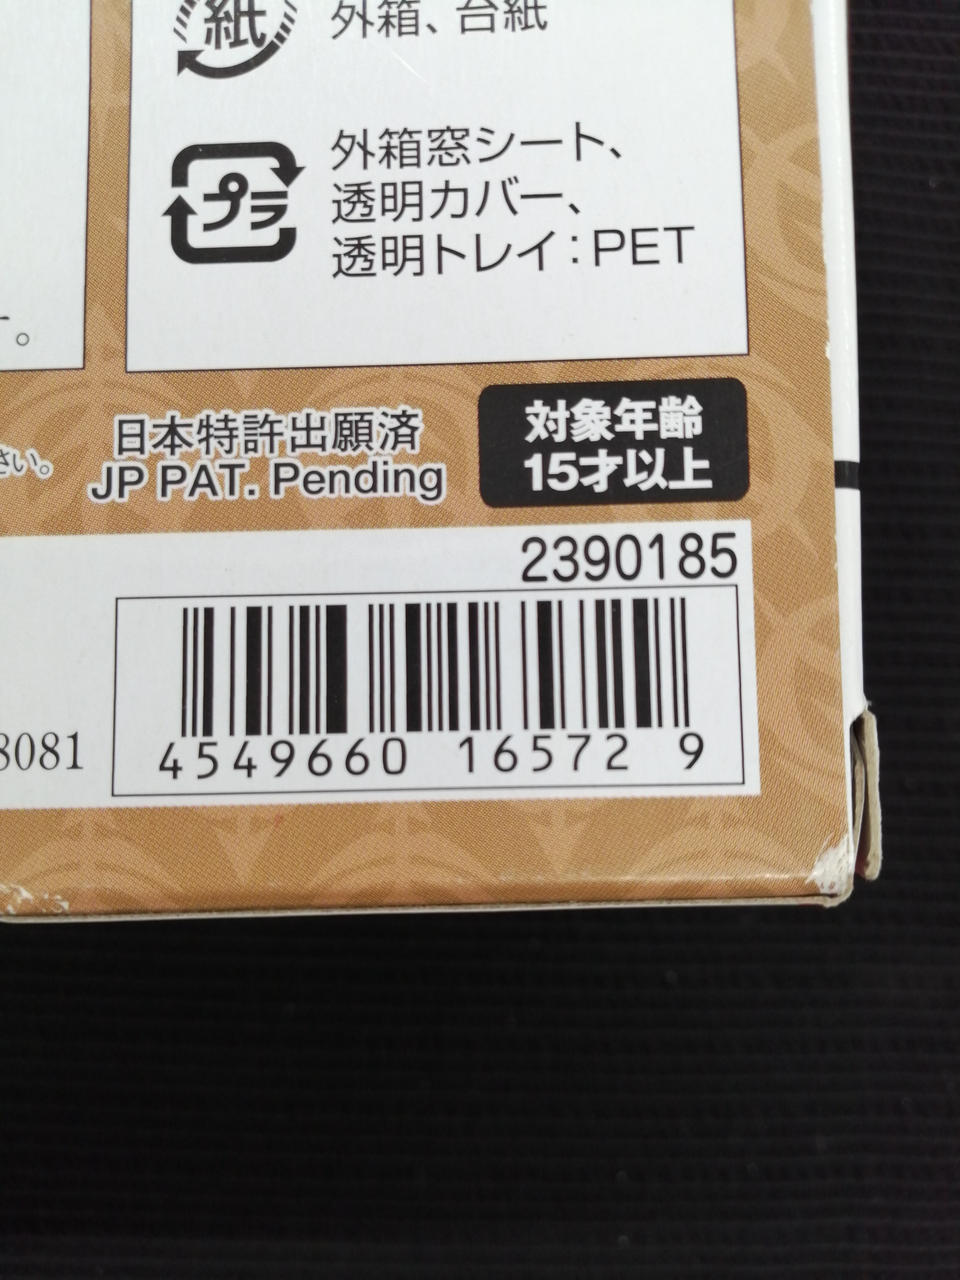 紙
外箱、台紙
プラ
外箱窓シート、
透明カバー、
透明トレイ：PET
。
さい。
日本特許出願済
JP PAT. Pending
対象年齢
15才以上
2390185
8081
4549660 16572 9